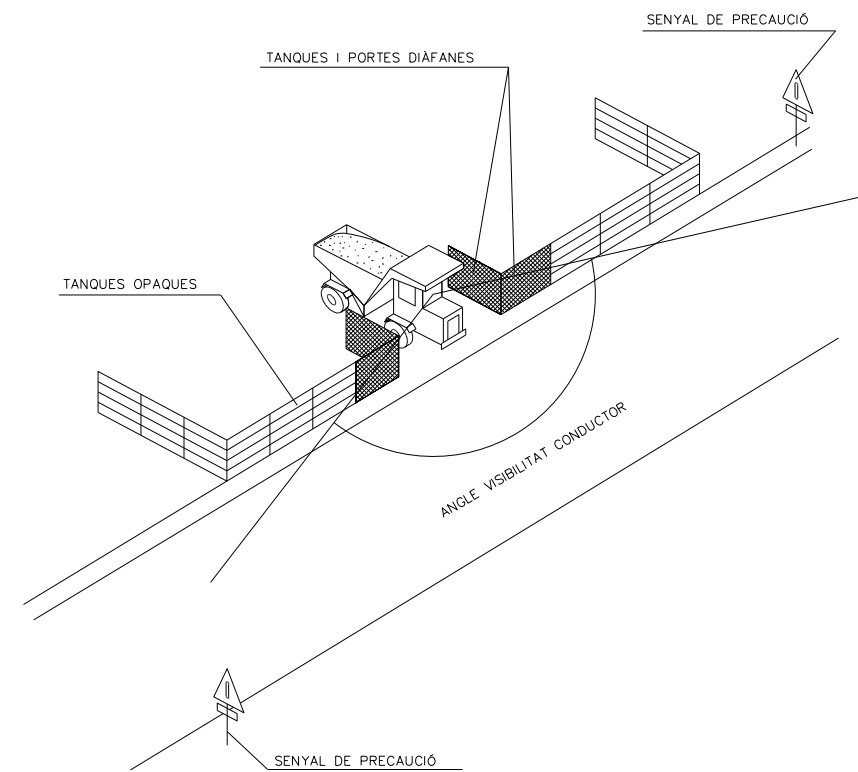 SENYAL DE PRECAUCIÓ
TANQUES I PORTES DIÀFANES
TANQUES OPAQUES
ANGLE VISIBILITAT CONDUCTOR
SENYAL DE PRECAUCIÓ